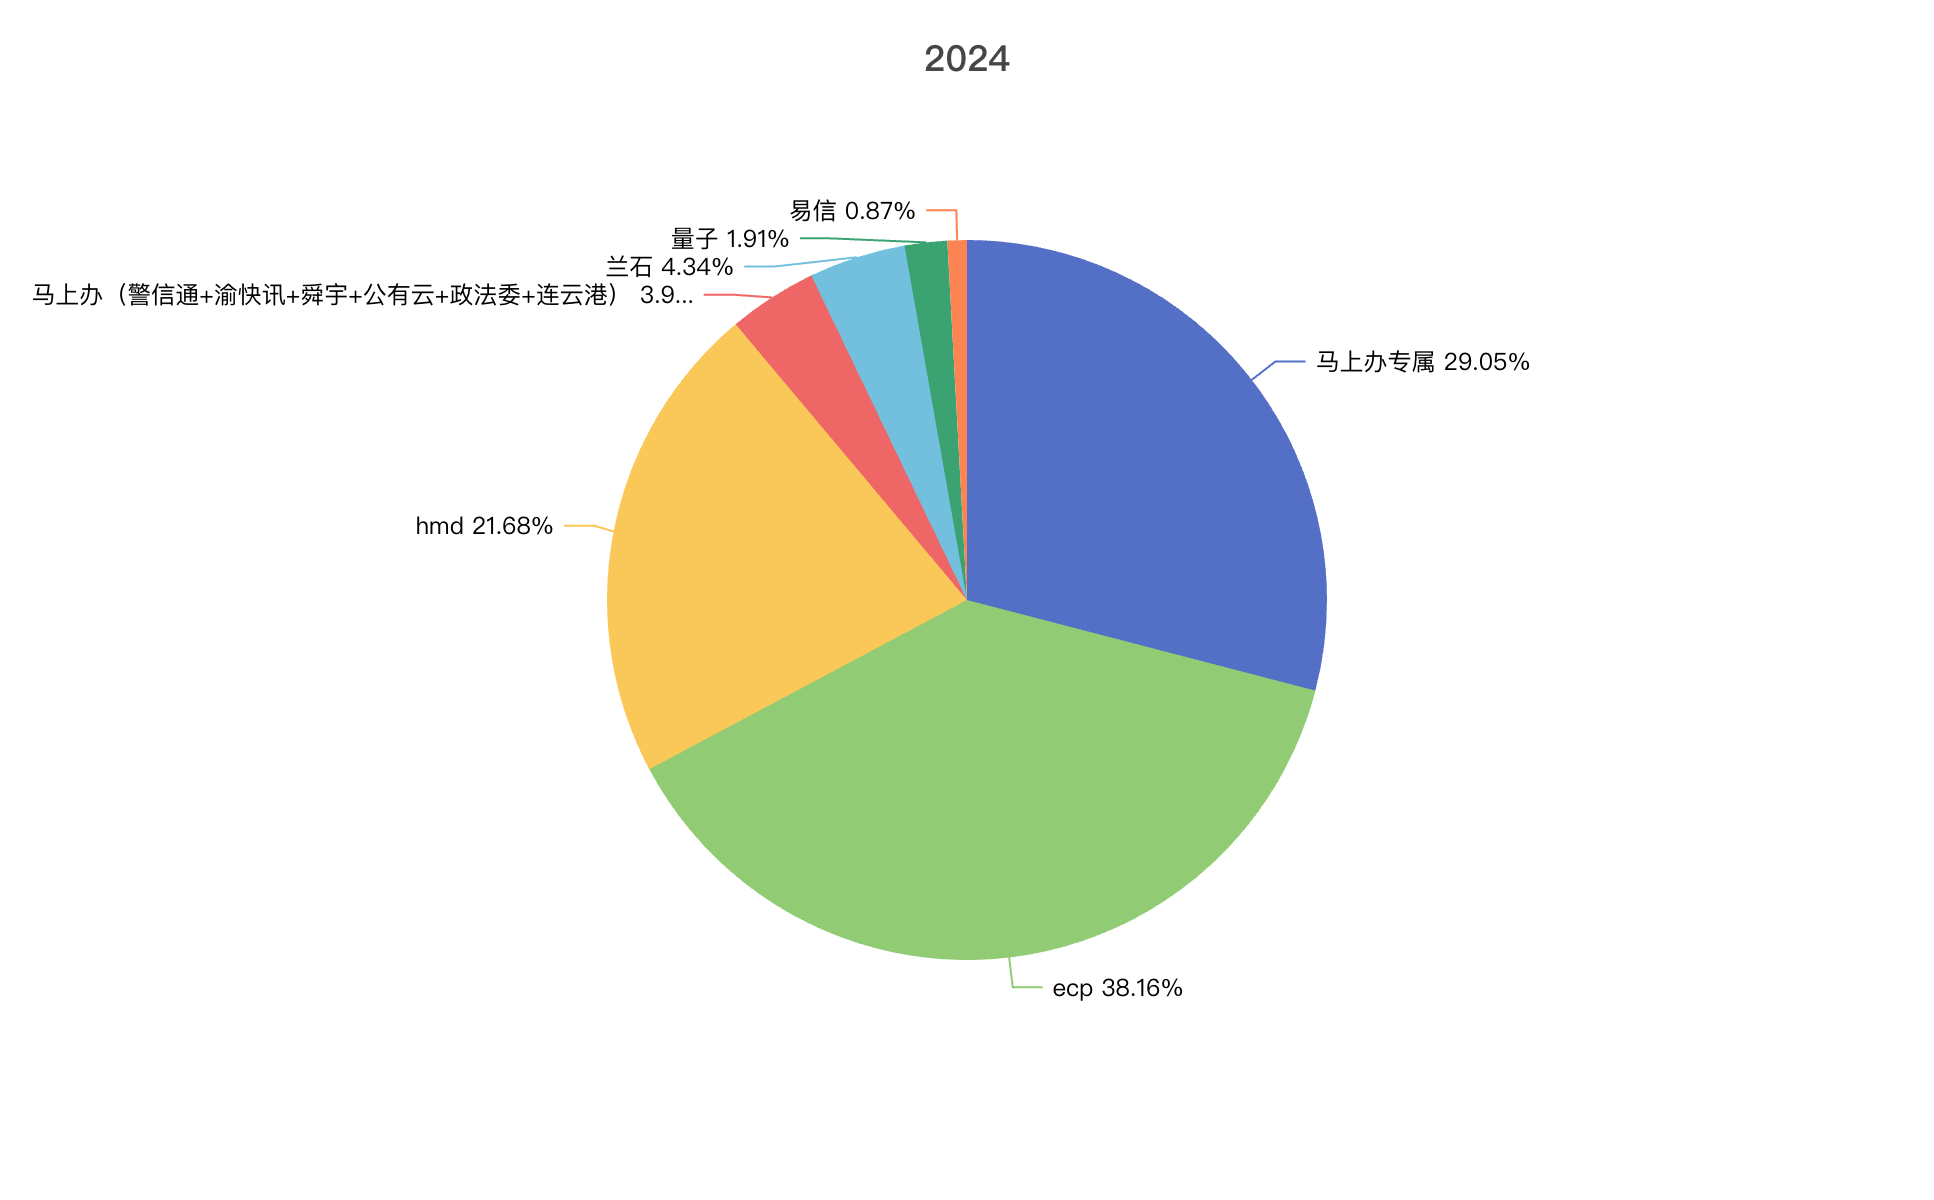 2024
易信 0.87%
量子 1.91%
兰石 4.34%
马上办（警信通+渝快讯+舜宇+公有云+政法委+连云港） 3.9...
马上办专属 29.05%
hmd 21.68%
ecp 38.16%